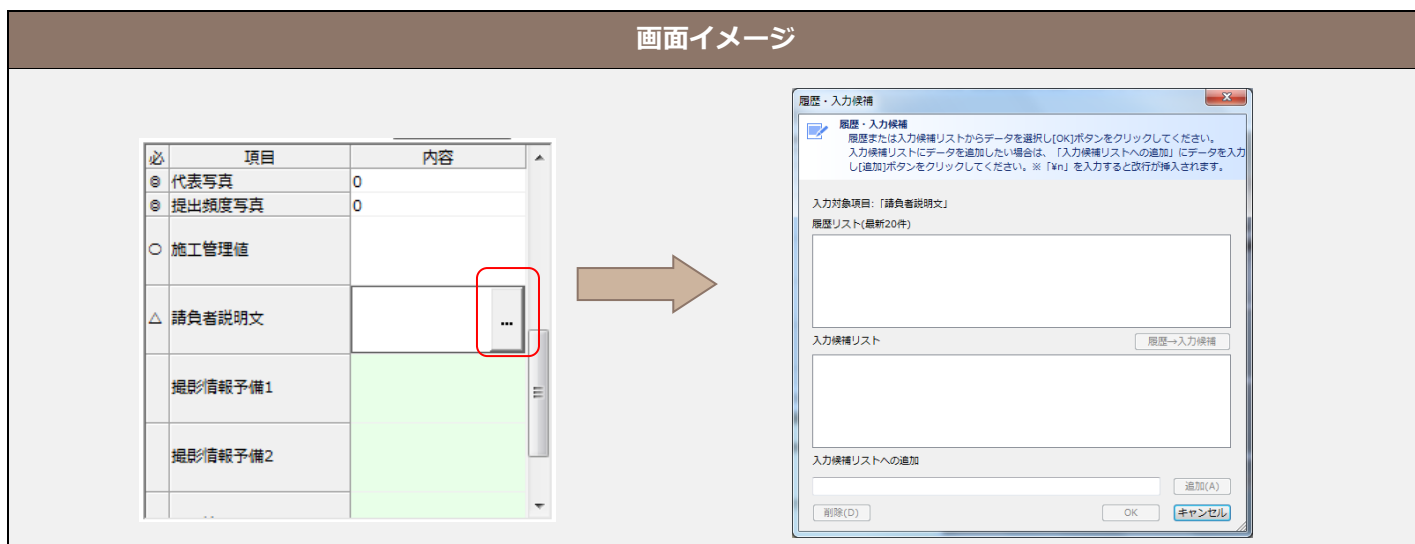 画面イメージ
必 項目 内容
◎ 代表写真 0
◎ 提出頻度写真 0
○ 施工管理値
△ 請負者説明文 ...
撮影情報予備1
撮影情報予備2
履歴・入力候補
履歴・入力候補
履歴または入力候補リストからデータを選択し[OK]ボタンをクリックしてください。
入力候補リストにデータを追加したい場合は、「入力候補リストへの追加」にデータを入力
し[追加]ボタンをクリックしてください。※「¥n」を入力すると改行が挿入されます。
入力対象項目:「請負者説明文」
履歴リスト(最新20件)
入力候補リスト 履歴→入力候補
入力候補リストへの追加
追加(A)
削除(D) OK キャンセル